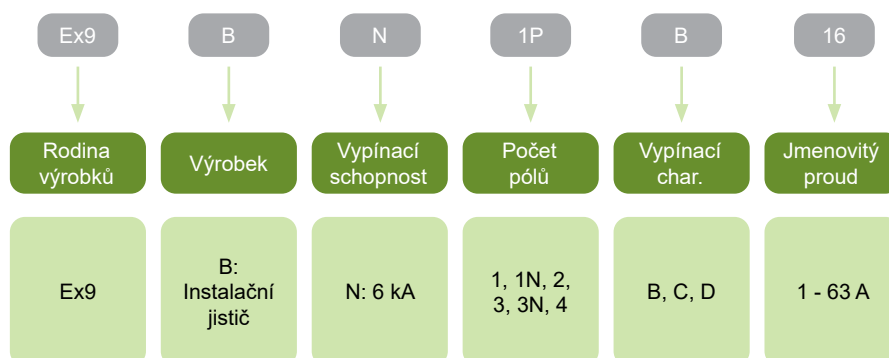 Ex9
B
N
1P
B
16
Rodina
výrobků
Výrobek
Vypínací
schopnost
Počet
pólů
Vypínací
char.
Jmenovitý
proud
Ex9
B:
Instalační
jistič
N: 6 kA
1, 1N, 2,
3, 3N, 4
B, C, D
1 - 63 A